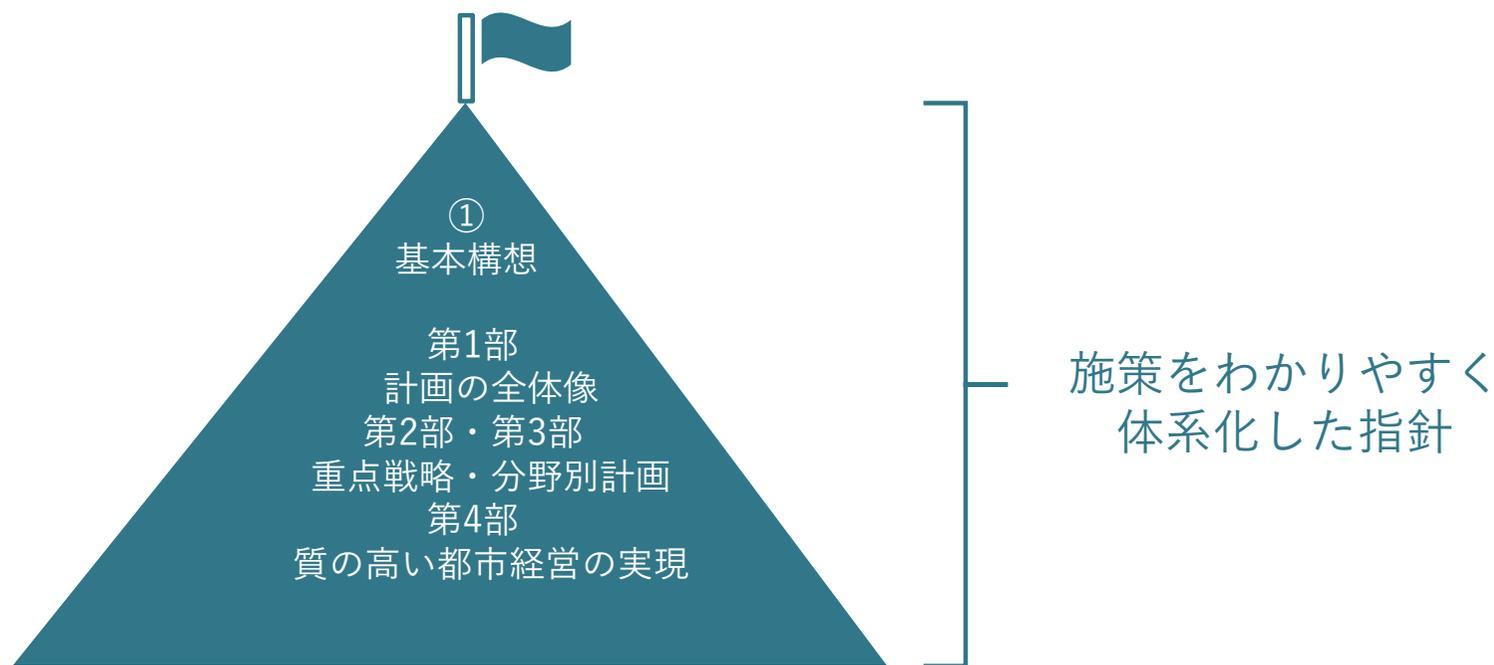 ①
基本構想
第1部
計画の全体像
第2部・第3部
重点戦略・分野別計画
第4部
質の高い都市経営の実現
施策をわかりやすく
体系化した指針